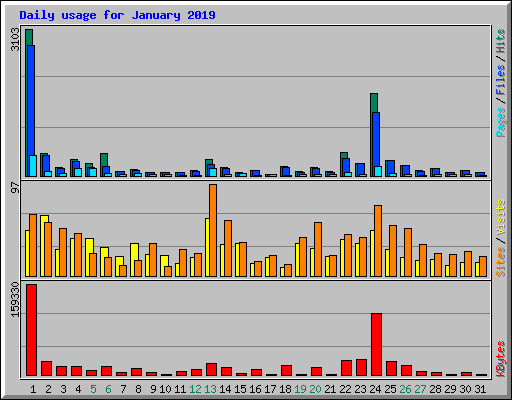 Daily usage for January 2019
3103
Pages / Files / Hits
97
Sites / Visits
159330
KBytes
1 2 3 4 5 6 7 8 9 10 11 12 13 14 15 16 17 18 19 20 21 22 23 24 25 26 27 28 29 30 31